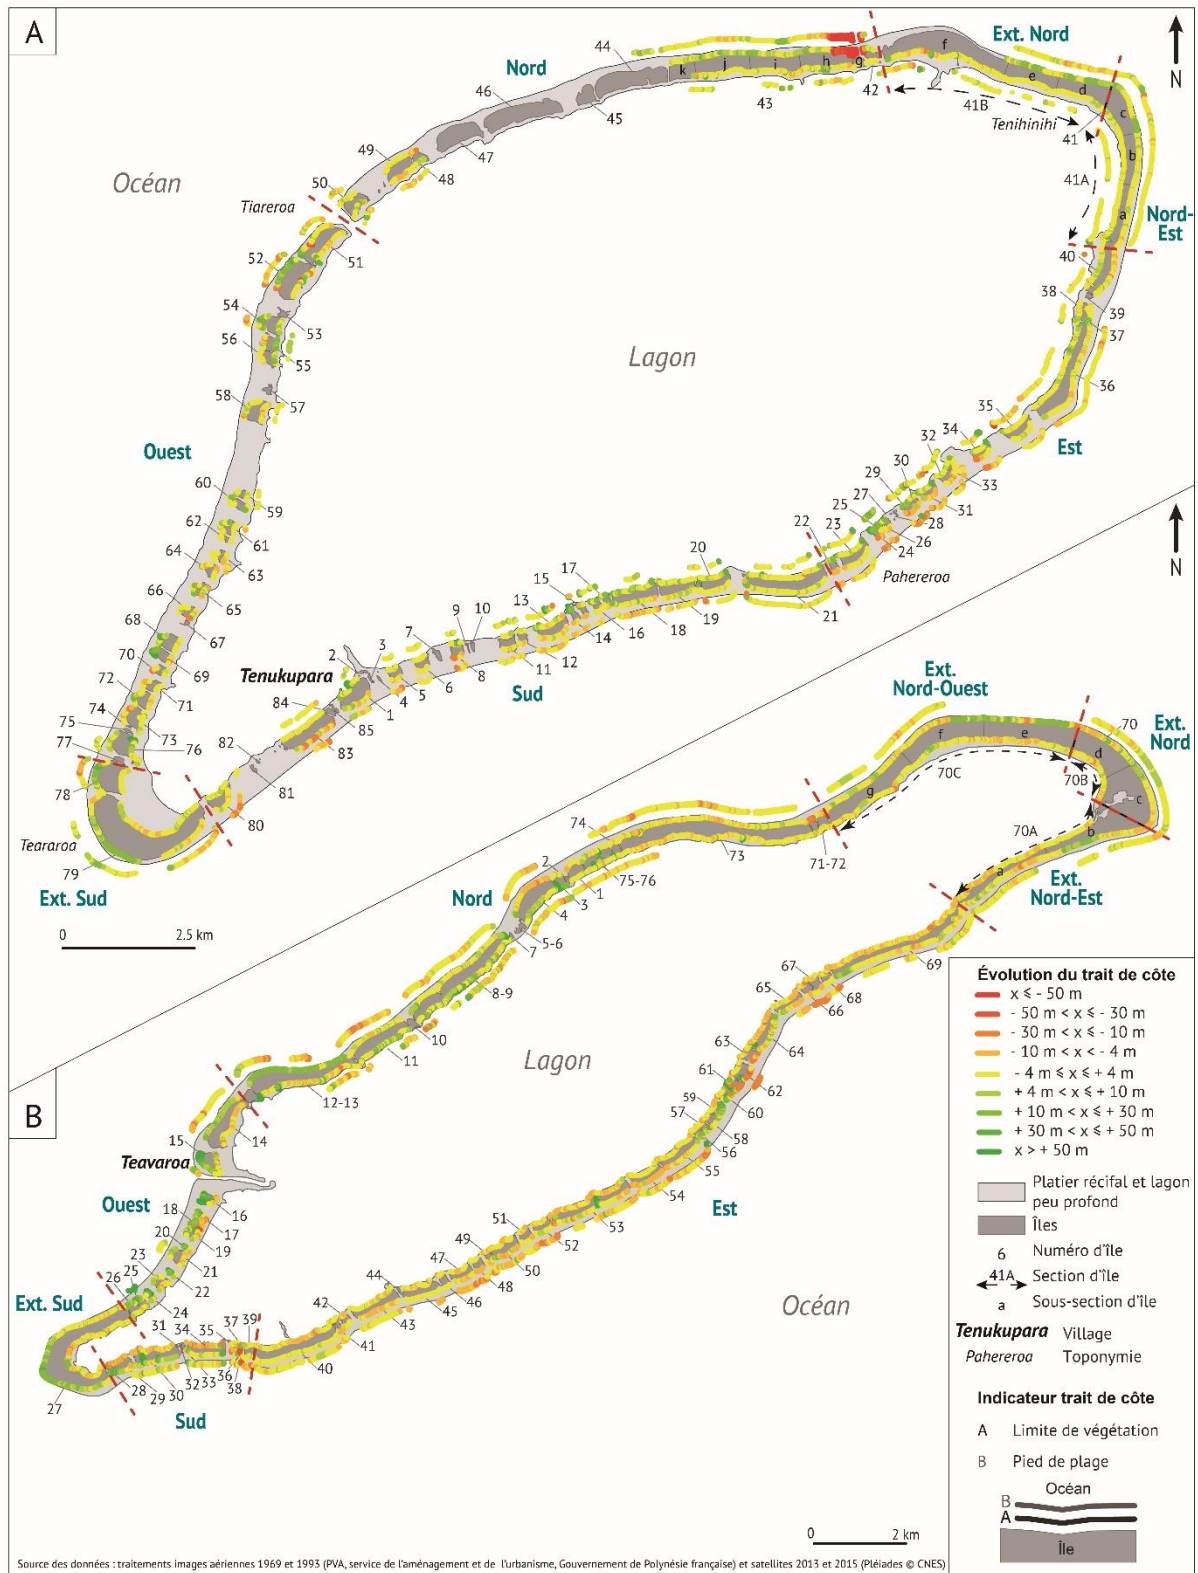 A
N
Ext. Nord
44
f
Nord
k
j
i
h
g
e
d
46
45
43
42
41B
Tenihinihi
41
c
b
47
49
48
41A
Océan
50
Tiareroa
a
Nord-
Est
51
52
40
38
39
37
54
53
56
55
Lagon
36
57
58
35
34
Est
Ouest
32
33
30
29
31
60
59
27
28
25
26
62
61
23
24
22
Pahereroa
N
64
63
20
21
17
15
65
66
13
19
18
16
14
68
67
9
10
7
12
11
70
69
2
3
Tenukupara
8
6
5
4
Sud
72
71
84
1
85
74
73
75
76
83
77
82
81
78
80
Tearaoa
79
Ext. Sud
0
2.5 km
Ext.
Nord-Ouest
70
Ext.
Nord
f
e
d
70C
70B
c
g
74
70A
b
73
71-72
a
Ext.
Nord-Est
2
75-76
1
3
Nord
4
5-6
7
69
67
68
65
66
8-9
64
10
63
Lagon
11
61
62
60
59
12-13
57
58
B
56
14
15
55
Teavaroa
54
Est
Ouest
16
53
18
51
17
52
20
19
49
50
23
21
47
48
25
22
46
44
45
26
24
Ext. Sud
43
42
Océan
31
34
35
37
39
41
40
36
38
33
32
30
29
28
27
Sud
0
2 km
Évolution du trait de côte
x ⩽ - 50 m
- 50 m < x ⩽ - 30 m
- 30 m < x ⩽ - 10 m
- 10 m < x < - 4 m
- 4 m ⩽ x ⩽ + 4 m
+ 4 m < x ⩽ + 10 m
+ 10 m < x ⩽ + 30 m
+ 30 m < x ⩽ + 50 m
x > + 50 m
Platier récifal et lagon
peu profond
Îles
6 Numéro d'île
41A Section d'île
a Sous-section d'île
Tenukupara Village
Pahereroa Toponymie
Indicateur trait de côte
A Limite de végétation
B Pied de plage
Océan
B
A
Île
Source des données : traitements images aériennes 1969 et 1993 (PVA, service de l'aménagement et de l'urbanisme, Gouvernement de Polynésie française) et satellites 2013 et 2015 (Pléiades © CNES)